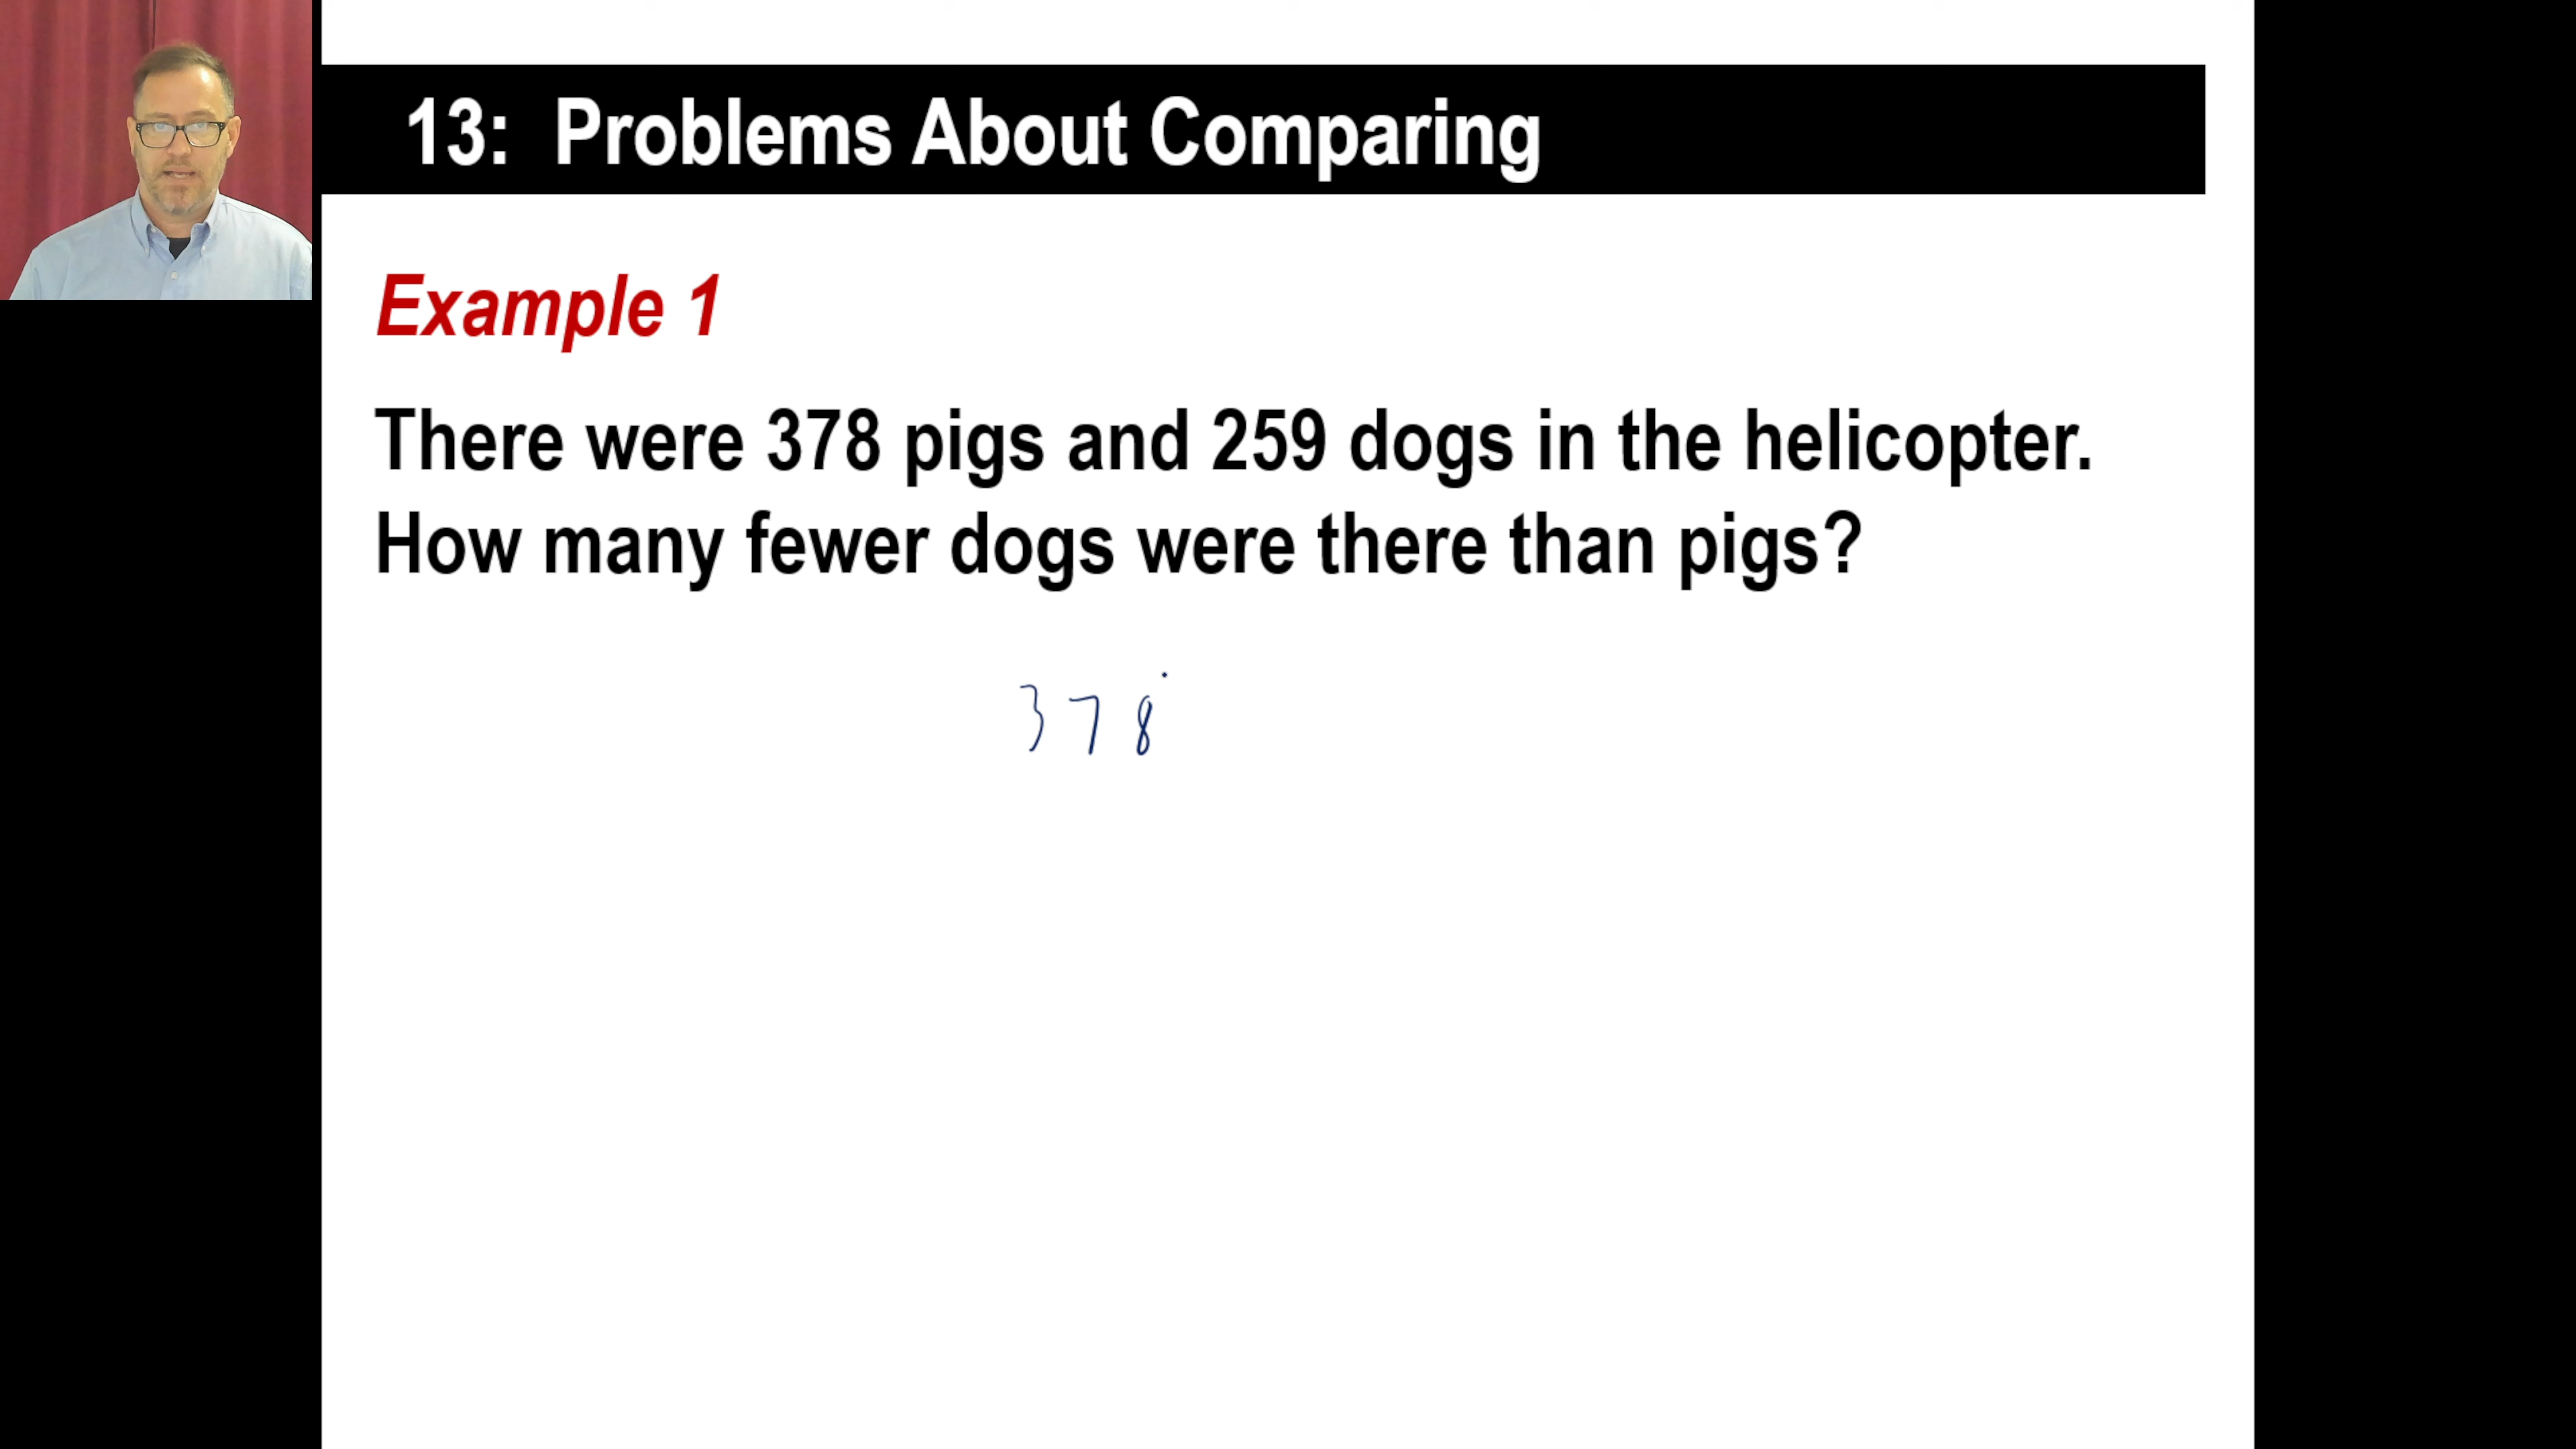 13: Problems About Comparing
Example 1
There were 378 pigs and 259 dogs in the helicopter.
How many fewer dogs were there than pigs?
378